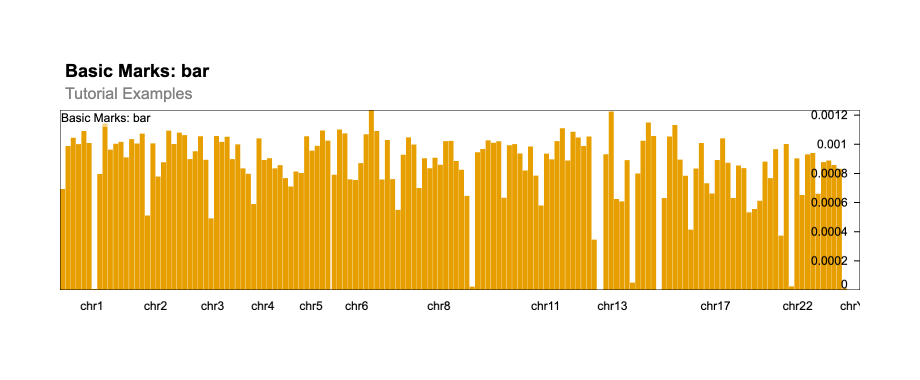 Basic Marks: bar
Tutorial Examples
Basic Marks: bar
0.0012
0.001
0.0008
0.0006
0.0004
0.0002
0
chr1 chr2 chr3 chr4 chr5 chr6 chr8 chr11 chr13 chr17 chr22 chr